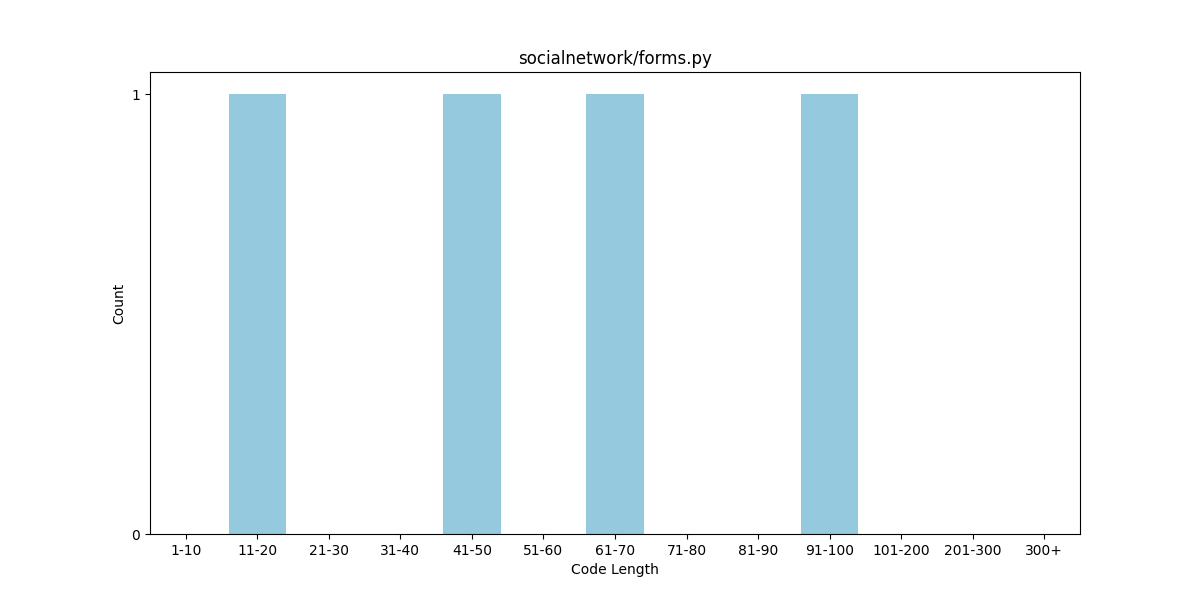 socialnetwork/forms.py
1
Count
0
1-10 11-20 21-30 31-40 41-50 51-60 61-70 71-80 81-90 91-100 101-200 201-300 300+
Code Length